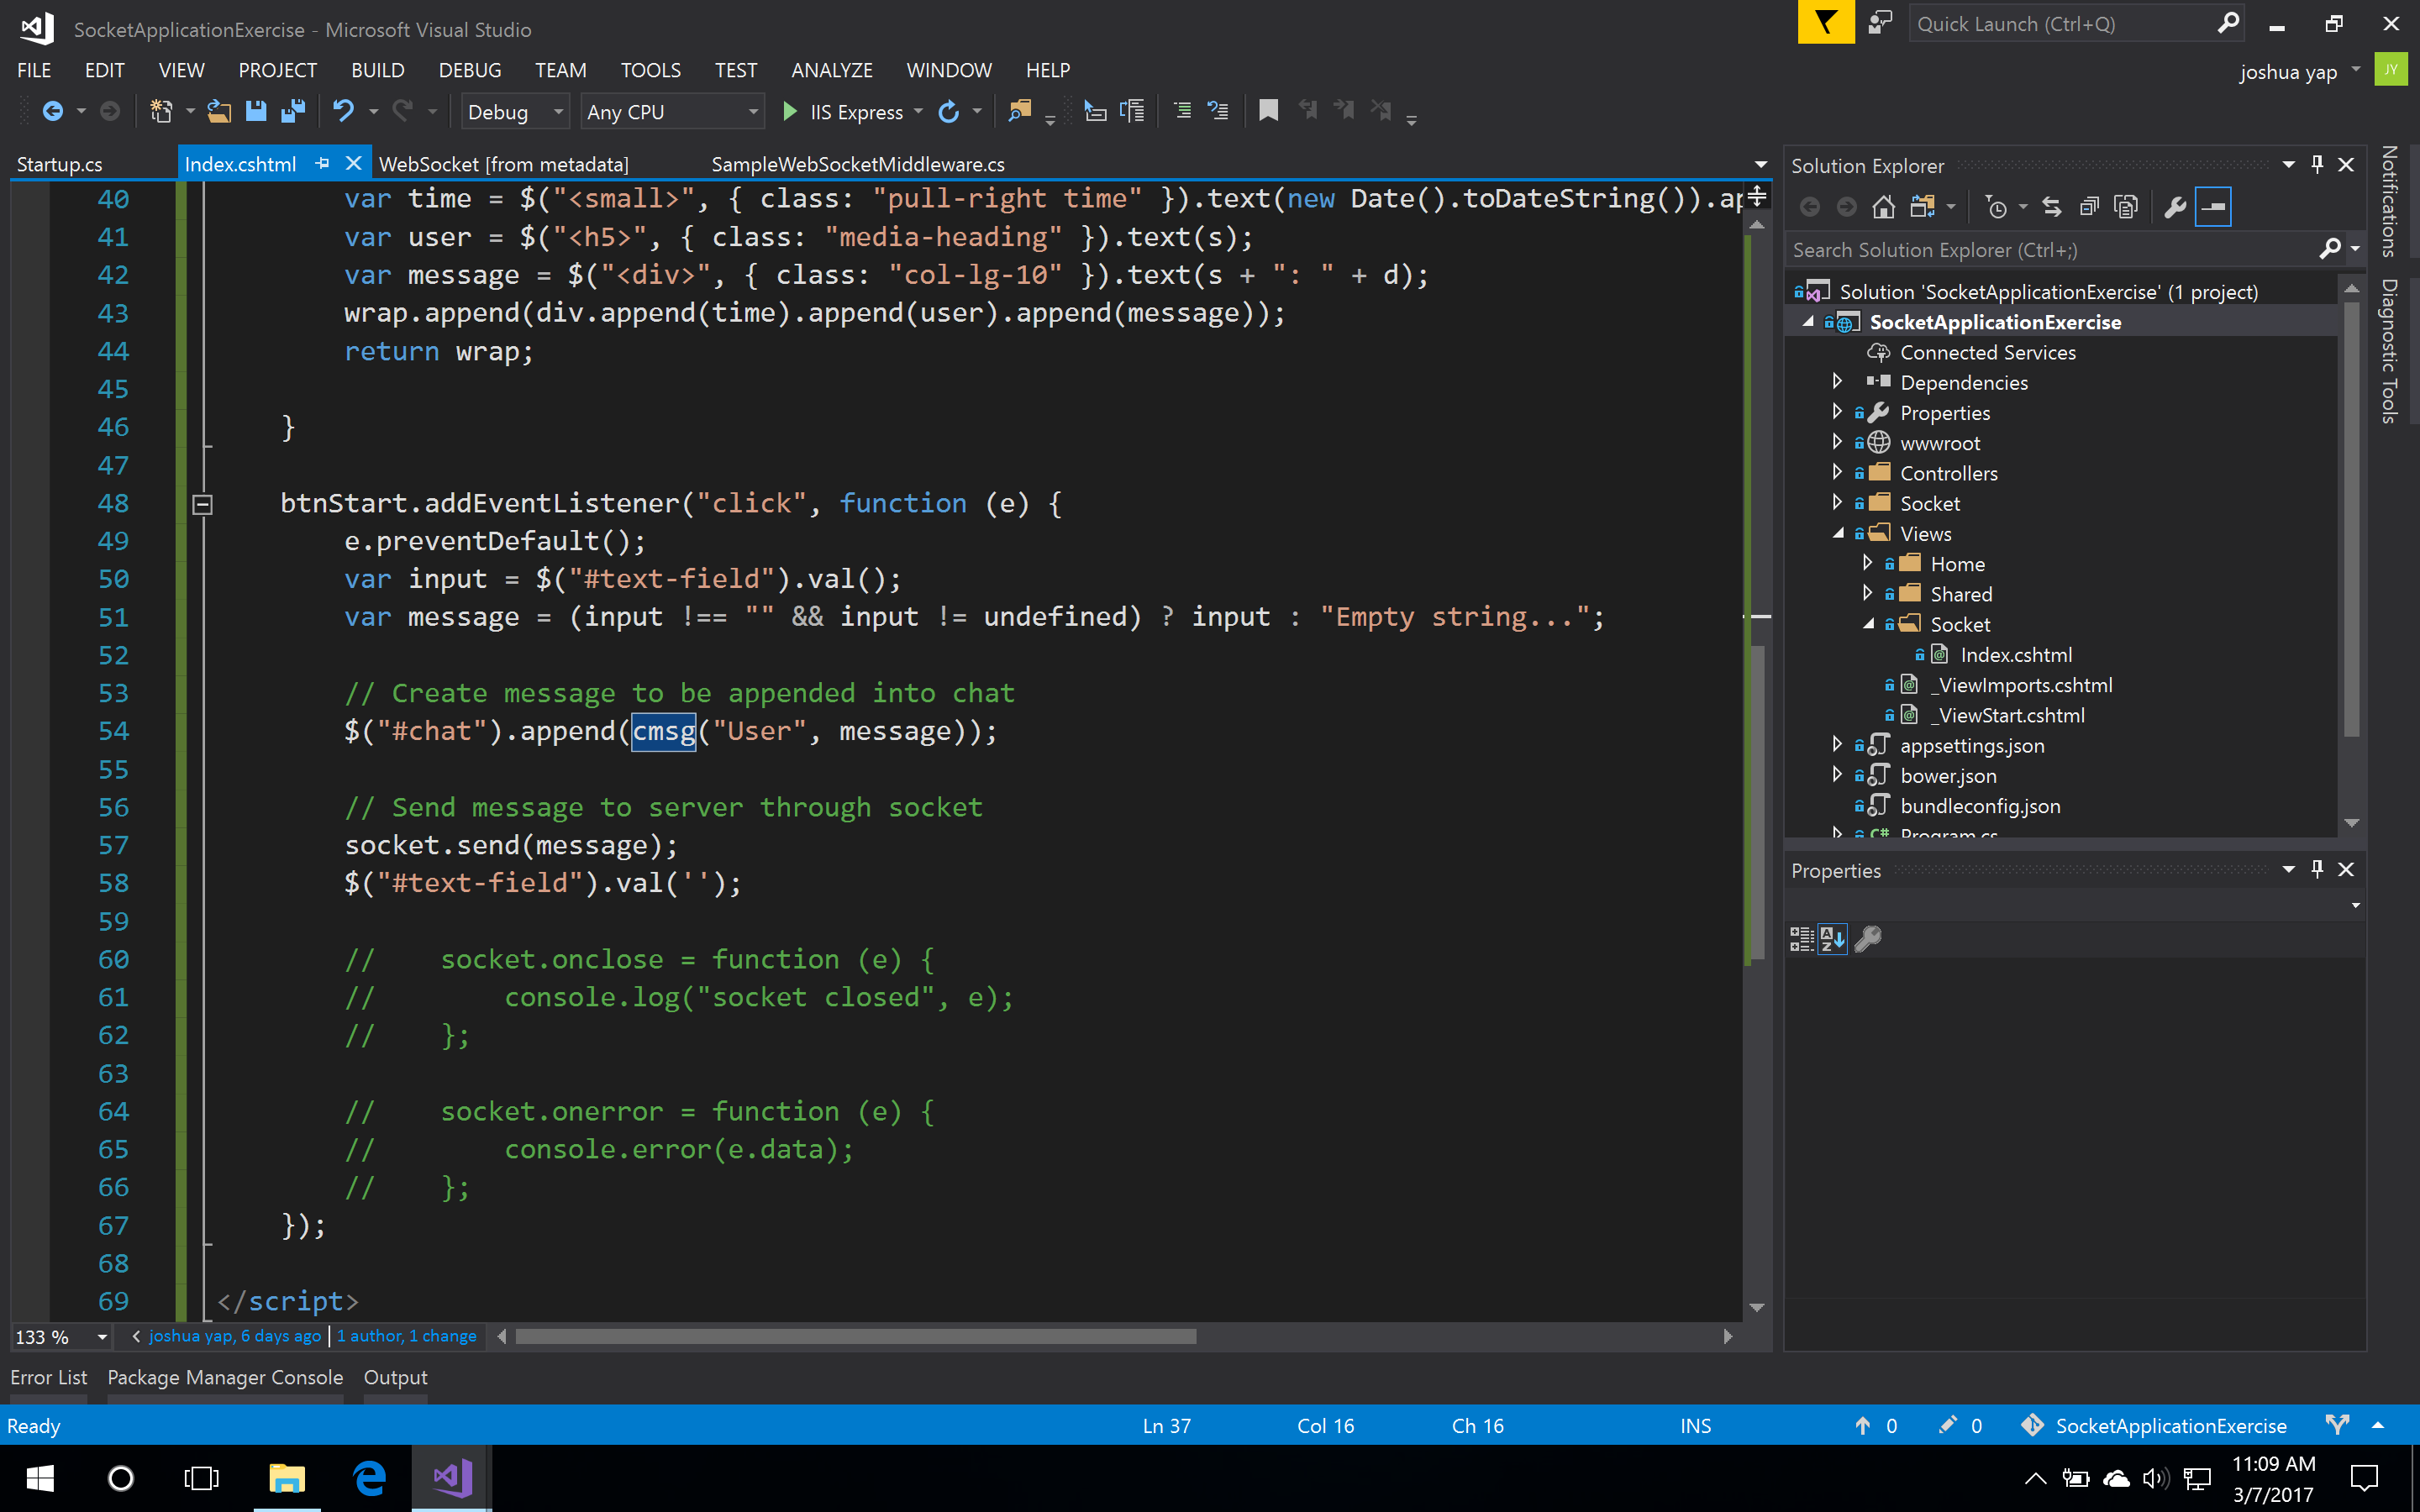 SocketApplicationExercise - Microsoft Visual Studio
Quick Launch (Ctrl+Q)
FILE EDIT VIEW PROJECT BUILD DEBUG TEAM TOOLS TEST ANALYZE WINDOW HELP
joshua yap
JY
Debug Any CPU IIS Express
Startup.cs Index.cshtml WebSocket [from metadata] SampleWebSocketMiddleware.cs
40 var time = $("<small>", { class: "pull-right time" }).text(new Date().toDateString()).ap
41 var user = $("<h5>", { class: "media-heading" }).text(s);
42 var message = $("<div>", { class: "col-lg-10" }).text(s + ": " + d);
43 wrap.append(div.append(time).append(user).append(message));
44 return wrap;
45
46 }
47
48 btnStart.addEventListener("click", function (e) {
49 e.preventDefault();
50 var input = $("#text-field").val();
51 var message = (input !== "" && input != undefined) ? input : "Empty string...";
52
53 // Create message to be appended into chat
54 $("#chat").append(cmsg("User", message));
55
56 // Send message to server through socket
57 socket.send(message);
58 $("#text-field").val('');
59
60 // socket.onclose = function (e) {
61 // console.log("socket closed", e);
62 // };
63
64 // socket.onerror = function (e) {
65 // console.error(e.data);
66 // };
67 });
68
69 </script>
133 % joshua yap, 6 days ago | 1 author, 1 change
Solution Explorer
Search Solution Explorer (Ctrl+;)
Solution 'SocketApplicationExercise' (1 project)
SocketApplicationExercise
Connected Services
Dependencies
Properties
wwwroot
Controllers
Socket
Views
Home
Shared
Socket
Index.cshtml
_ViewImports.cshtml
_ViewStart.cshtml
appsettings.json
bower.json
bundleconfig.json
C# Program.cs
Properties
Notifications
Diagnostic Tools
Error List Package Manager Console Output
Ready Ln 37 Col 16 Ch 16 INS 0 0 SocketApplicationExercise
11:09 AM
3/7/2017